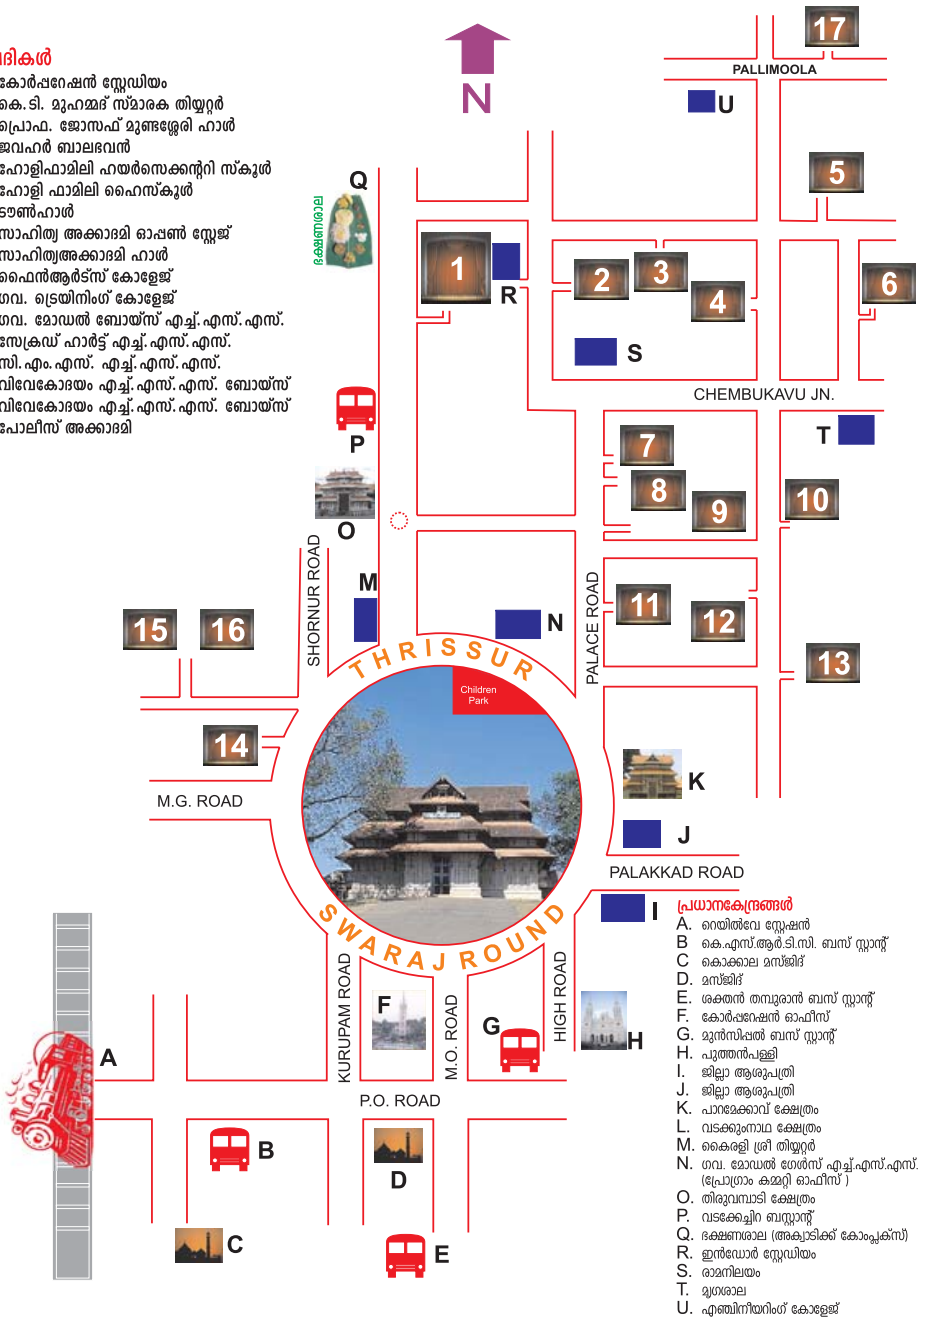 വേദികൾ
കോർപ്പറേഷൻ സ്റ്റേഡിയം
കെ.ടി. മുഹമ്മദ് സ്മാരക തിയ്യറ്റർ
പ്രൊഫ. ജോസഫ് മുണ്ടശ്ശേരി ഹാൾ
ജവഹർ ബാലഭവൻ
ഹോളിഫാമിലി ഹയർസെക്കന്ററി സ്കൂൾ
ഹോളി ഫാമിലി ഹൈസ്കൂൾ
ടൗൺഹാൾ
സാഹിത്യ അക്കാദമി ഓപ്പൺ സ്റ്റേജ്
സാഹിത്യഅക്കാദമി ഹാൾ
ഫൈൻആർട്സ് കോളേജ്
ഗവ. ട്രെയിനിംഗ് കോളേജ്
ഗവ. മോഡൽ ബോയ്സ് എച്ച്.എസ്.എസ്.
സേക്രഡ് ഹാർട്ട് എച്ച്.എസ്.എസ്.
സി.എം.എസ്. എച്ച്.എസ്.എസ്.
വിവേകോദയം എച്ച്.എസ്.എസ്. ബോയ്സ്
വിവേകോദയം എച്ച്.എസ്.എസ്. ബോയ്സ്
പോലീസ് അക്കാദമി
N
17
PALLIMOOLA
U
5
Q
ഭക്ഷണശാല
1
R
2
3
4
6
S
CHEMBUKAVU JN.
P
T
7
8
9
10
O
SHORNUR ROAD
M
N
PALACE ROAD
11
12
13
15
16
14
THRISSUR
Children
Park
M.G. ROAD
K
J
PALAKKAD ROAD
I
SWARAJ ROUND
KURUPAM ROAD
F
M.O. ROAD
G
HIGH ROAD
H
A
P.O. ROAD
B
D
C
E
പ്രധാനകേന്ദ്രങ്ങൾ
A. റെയിൽവേ സ്റ്റേഷൻ
B കെ.എസ്.ആർ.ടി.സി. ബസ് സ്റ്റാന്റ്
C കൊക്കാല മസ്ജിദ്
D. മസ്ജിദ്
E. ശക്തൻ തമ്പുരാൻ ബസ് സ്റ്റാന്റ്
F. കോർപ്പറേഷൻ ഓഫീസ്
G. മുൻസിപ്പൽ ബസ് സ്റ്റാന്റ്
H. പുത്തൻപള്ളി
I. ജില്ലാ ആശുപത്രി
J. ജില്ലാ ആശുപത്രി
K. പാറമേക്കാവ് ക്ഷേത്രം
L. വടക്കുംനാഥ ക്ഷേത്രം
M. കൈരളി ശ്രീ തിയ്യറ്റർ
N. ഗവ. മോഡൽ ഗേൾസ് എച്ച്.എസ്.എസ്.
(പ്രോഗ്രാം കമ്മറ്റി ഓഫീസ് )
O. തിരുവമ്പാടി ക്ഷേത്രം
P. വടക്കേച്ചിറ ബസ്സ്റ്റാന്റ്
Q. ഭക്ഷണശാല (അക്വാടിക്ക് കോംപ്ലക്സ്)
R. ഇൻഡോർ സ്റ്റേഡിയം
S. രാമനിലയം
T. മൃഗശാല
U. എഞ്ചിനീയറിംഗ് കോളേജ്